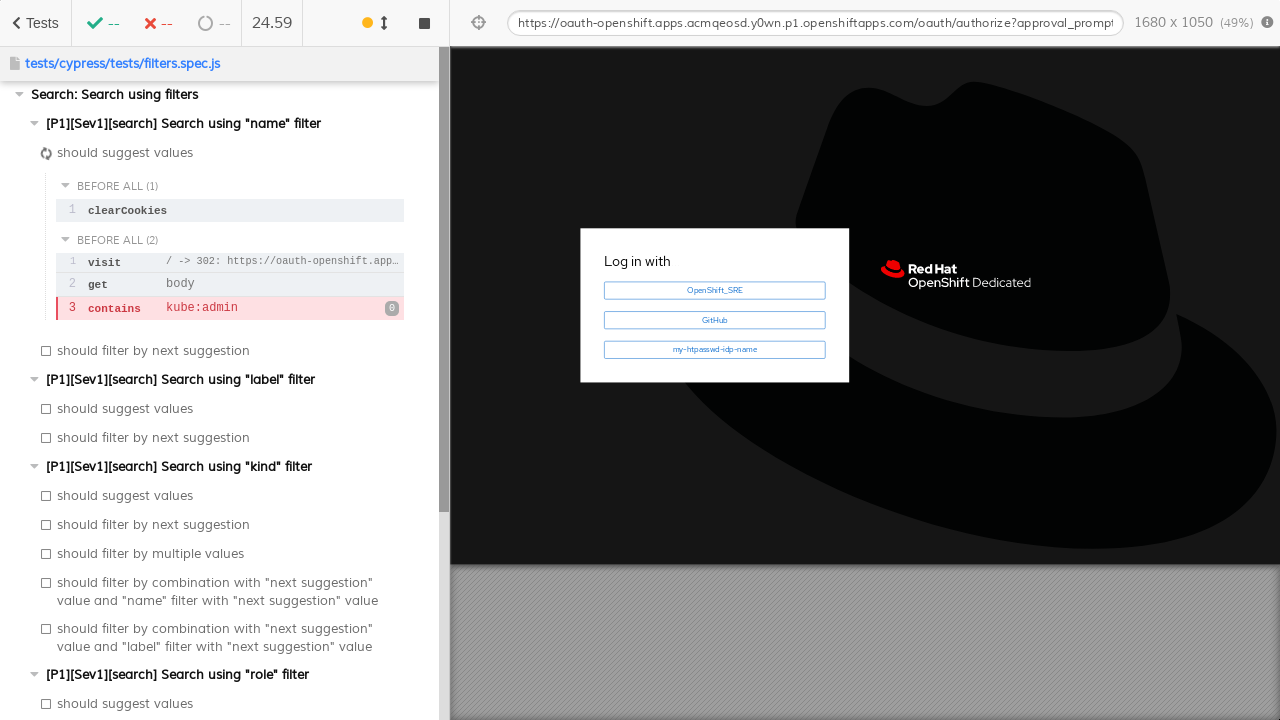 Tests
--
--
--
24.59
https://oauth-openshift.apps.acmqeosd.y0wn.p1.openshiftapps.com/oauth/authorize?approval_prompt
1680 x 1050 (49%)
tests/cypress/tests/filters.spec.js
Search: Search using filters
[P1][Sev1][search] Search using "name" filter
should suggest values
BEFORE ALL (1)
1 clearCookies
BEFORE ALL (2)
1 visit / -> 302: https://oauth-openshift.app…
2 get body
3 contains kube:admin 0
should filter by next suggestion
[P1][Sev1][search] Search using "label" filter
should suggest values
should filter by next suggestion
[P1][Sev1][search] Search using "kind" filter
should suggest values
should filter by next suggestion
should filter by multiple values
should filter by combination with "next suggestion"
value and "name" filter with "next suggestion" value
should filter by combination with "next suggestion"
value and "label" filter with "next suggestion" value
[P1][Sev1][search] Search using "role" filter
should suggest values
Log in with
OpenShift_SRE
GitHub
my-htpasswd-idp-name
Red Hat
OpenShift Dedicated